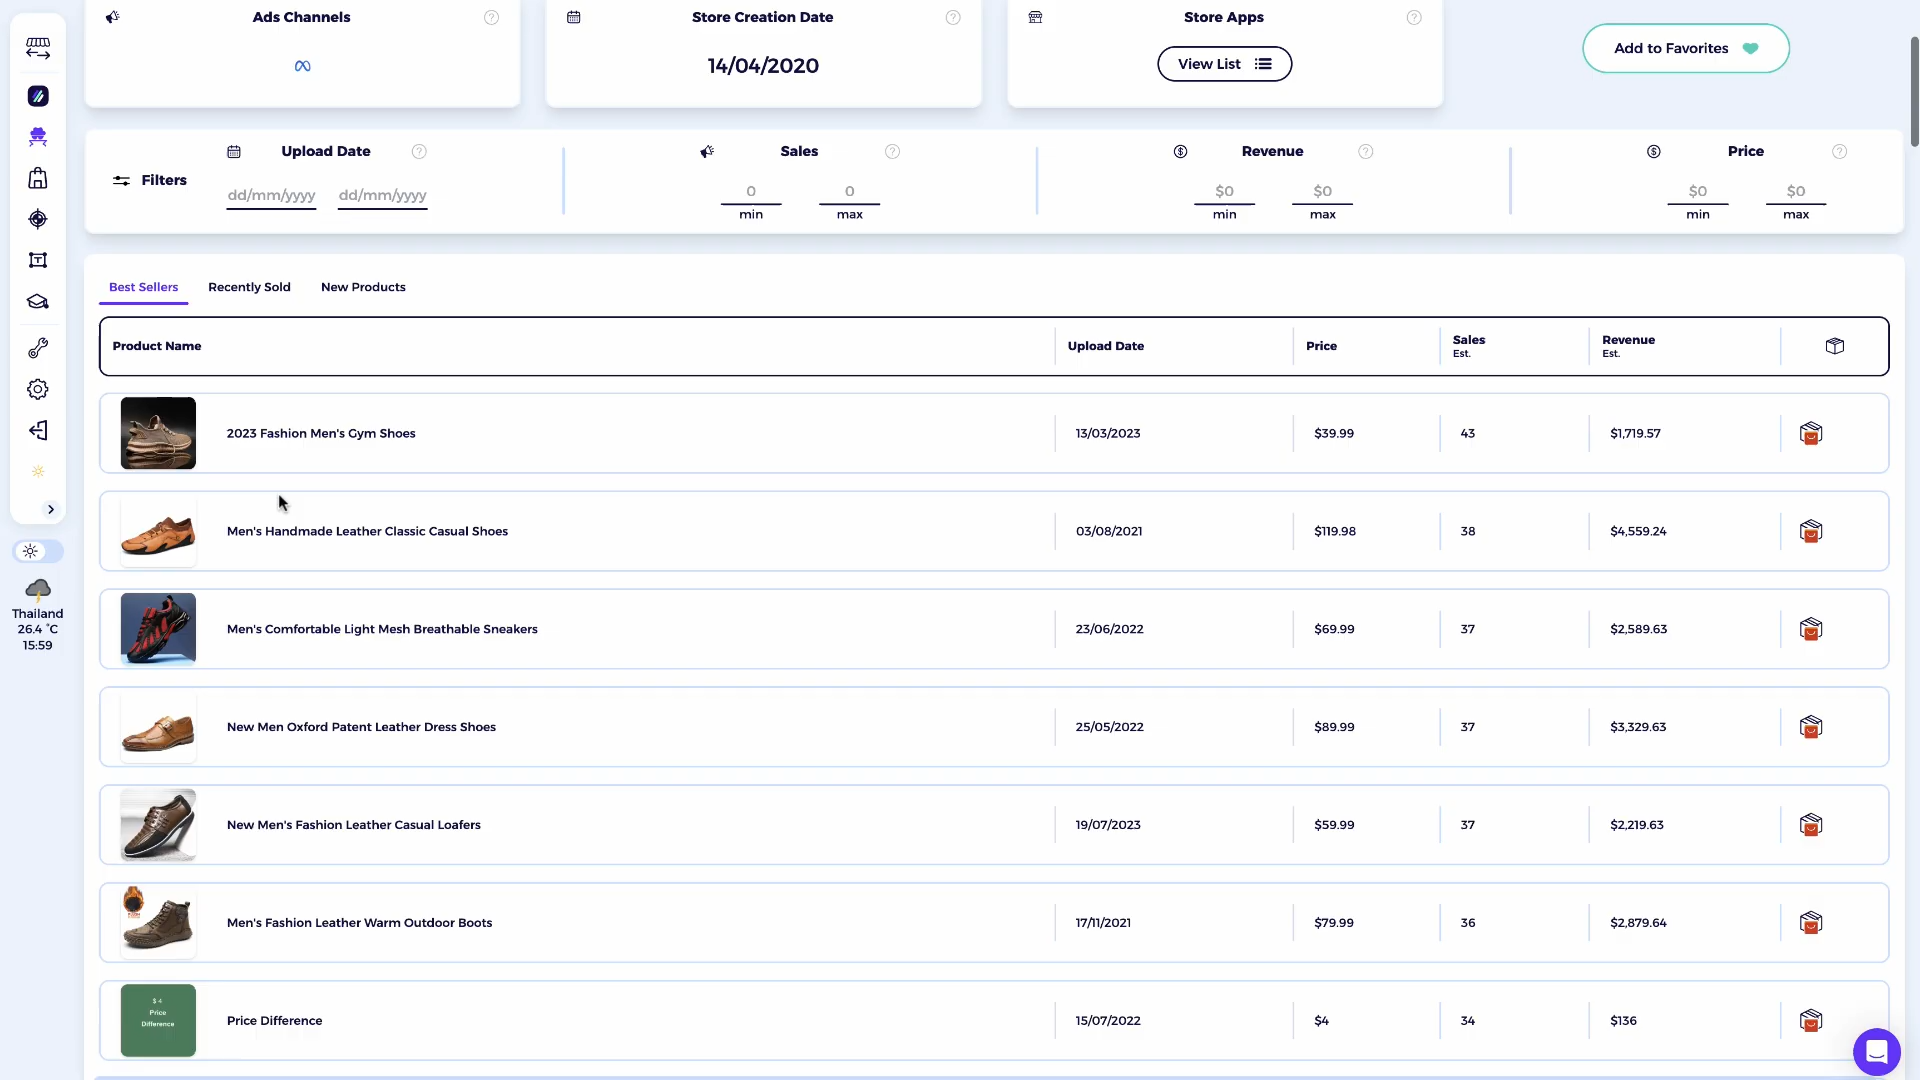 Ads Channels
Store Creation Date
14/04/2020
Store Apps
View List
Add to Favorites
Filters
Upload Date
dd/mm/yyyy dd/mm/yyyy
Sales
0 0
min max
Revenue
$0 $0
min max
Price
$0 $0
min max
Best Sellers Recently Sold New Products
Product Name Upload Date Price Sales Est. Revenue Est.
2023 Fashion Men's Gym Shoes 13/03/2023 $39.99 43 $1,719.57
Men's Handmade Leather Classic Casual Shoes 03/08/2021 $119.98 38 $4,559.24
Men's Comfortable Light Mesh Breathable Sneakers 23/06/2022 $69.99 37 $2,589.63
New Men Oxford Patent Leather Dress Shoes 25/05/2022 $89.99 37 $3,329.63
New Men's Fashion Leather Casual Loafers 19/07/2023 $59.99 37 $2,219.63
Men's Fashion Leather Warm Outdoor Boots 17/11/2021 $79.99 36 $2,879.64
$ 4
Price
Difference
Price Difference 15/07/2022 $4 34 $136
Thailand
26.4 °C
15:59